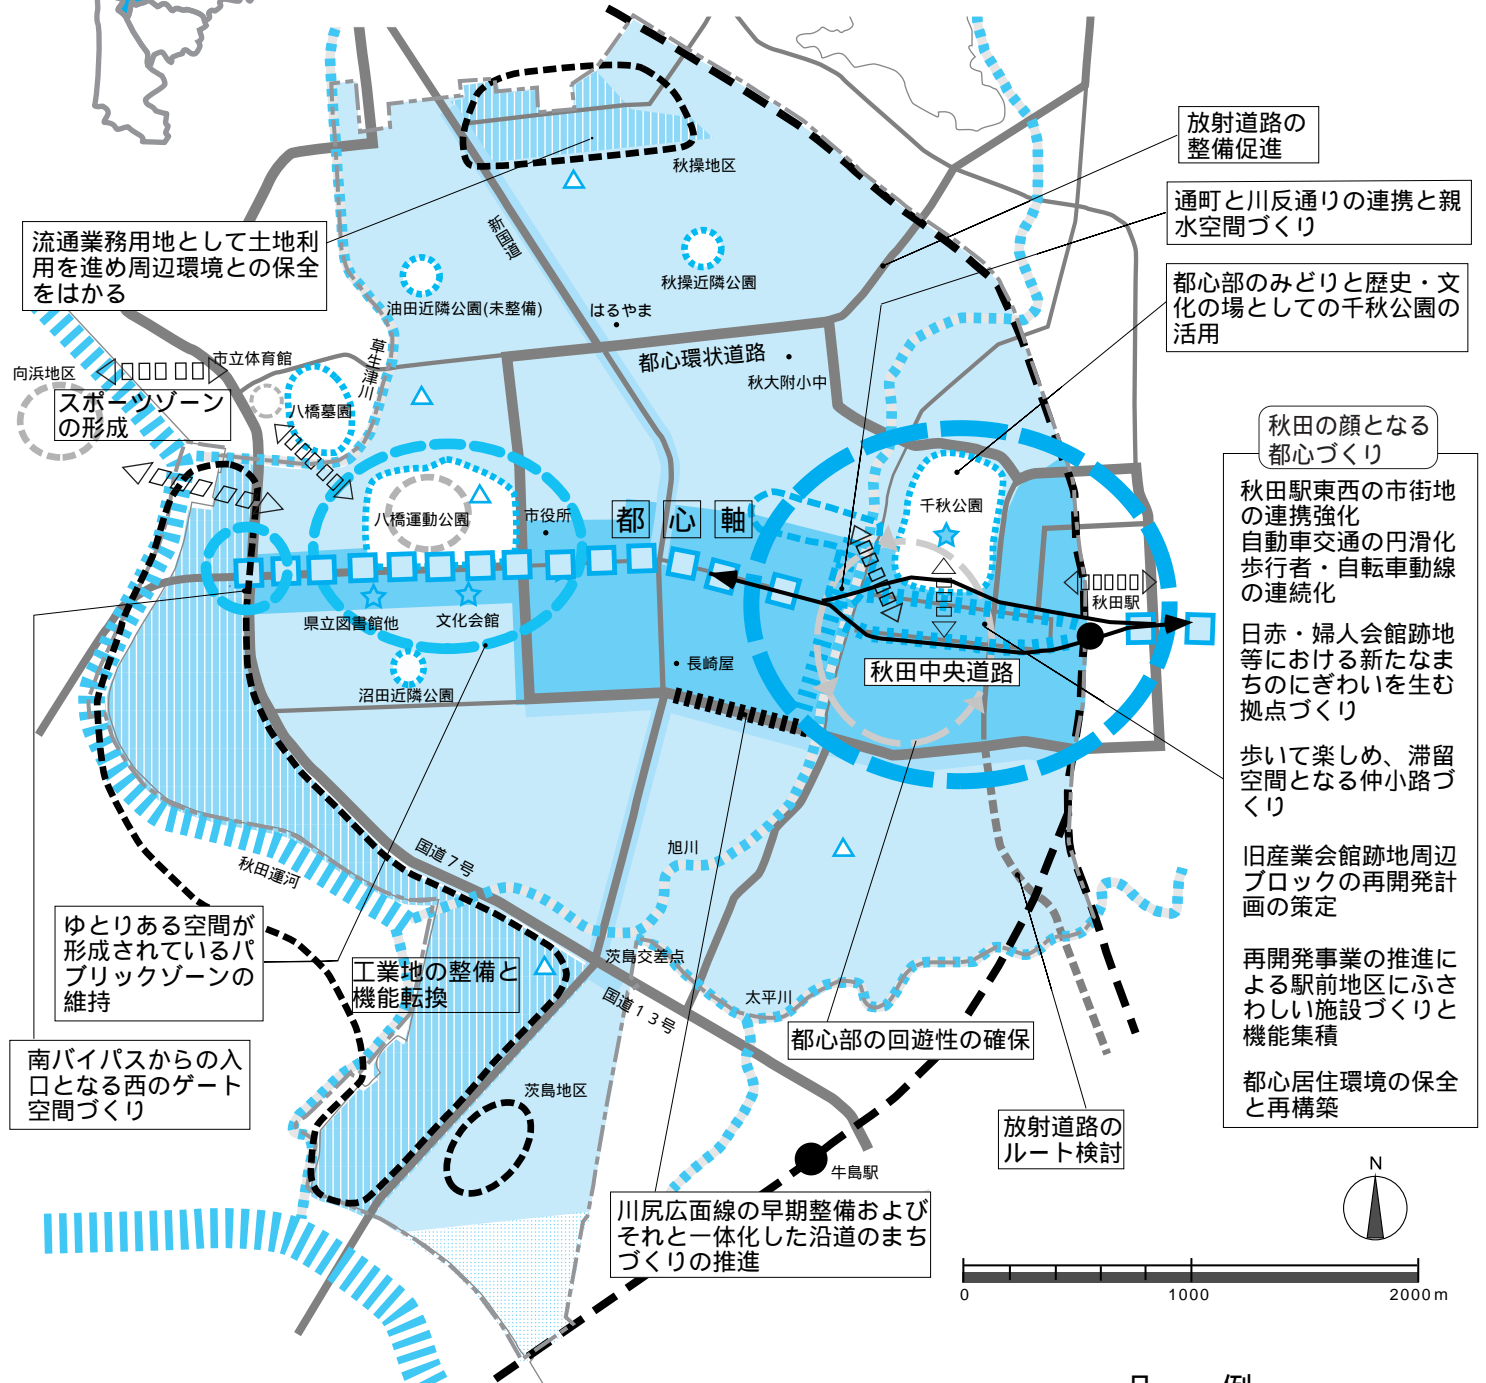 放射道路の
整備促進
通町と川反通りの連携と親
水空間づくり
都心部のみどりと歴史・文
化の場としての千秋公園の
活用
流通業務用地として土地利
用を進め周辺環境との保全
をはかる
秋操地区
新国道
秋操近隣公園
油田近隣公園(未整備)
はるやま
都心環状道路
秋大附小中
草生津川
市立体育館
向浜地区
スポーツゾーン
の形成
八橋墓園
八橋運動公園
市役所
都心軸
千秋公園
秋田駅
県立図書館他
文化会館
長崎屋
沼田近隣公園
秋田中央道路
秋田の顔となる
都心づくり
秋田駅東西の市街地
の連携強化
自動車交通の円滑化
歩行者・自転車動線
の連続化
日赤・婦人会館跡地
等における新たなま
ちのにぎわいを生む
拠点づくり
歩いて楽しめ、滞留
空間となる仲小路づ
くり
旧産業会館跡地周辺
ブロックの再開発計
画の策定
再開発事業の推進に
よる駅前地区にふさ
わしい施設づくりと
機能集積
都心居住環境の保全
と再構築
国道7号
旭川
秋田運河
ゆとりある空間が
形成されているパ
ブリックゾーンの
維持
工業地の整備と
機能転換
茨島交差点
国道13号
太平川
都心部の回遊性の確保
南バイパスからの入
口となる西のゲート
空間づくり
茨島地区
放射道路の
ルート検討
牛島駅
川尻広面線の早期整備および
それと一体化した沿道のまち
づくりの推進
N
0 1000 2000m
凡 例